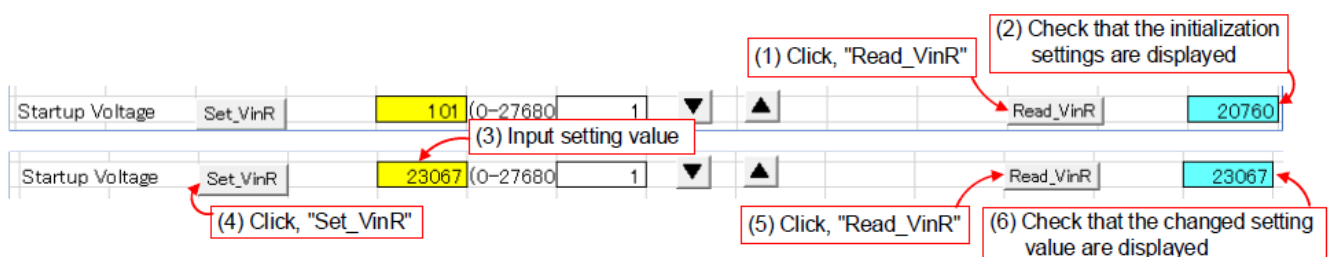 (2) Check that the initialization
settings are displayed
(1) Click, "Read_VinR"
Startup Voltage Set_VinR 101 (0-27680 1 ▼ ▲ Read_VinR 20760
(3) Input setting value
Startup Voltage Set_VinR 23067 (0-27680 1 ▼ ▲ Read_VinR 23067
(4) Click, "Set_VinR"
(5) Click, "Read_VinR"
(6) Check that the changed setting
value are displayed